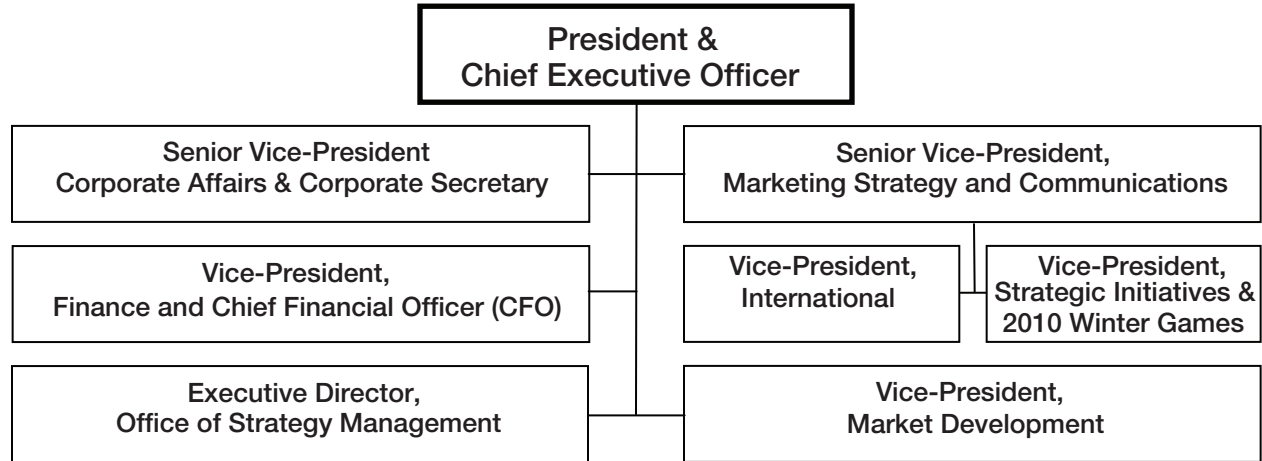 President &
Chief Executive Officer
Senior Vice-President
Corporate Affairs & Corporate Secretary
Senior Vice-President,
Marketing Strategy and Communications
Vice-President,
Finance and Chief Financial Officer (CFO)
Vice-President,
International
Vice-President,
Strategic Initiatives &
2010 Winter Games
Executive Director,
Office of Strategy Management
Vice-President,
Market Development